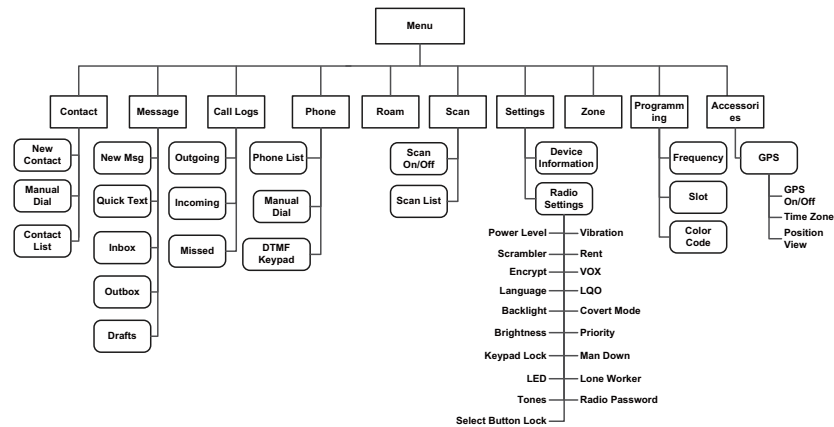 Menu
Contact
Message
Call Logs
Phone
Roam
Scan
Settings
Zone
Programm
ing
Accessori
es
New
Contact
Manual
Dial
Contact
List
New Msg
Quick Text
Inbox
Outbox
Drafts
Outgoing
Incoming
Missed
Phone List
Manual
Dial
DTMF
Keypad
Scan
On/Off
Scan List
Device
Information
Radio
Settings
Power Level
Vibration
Scrambler
Rent
Encrypt
VOX
Language
LQO
Backlight
Covert Mode
Brightness
Priority
Keypad Lock
Man Down
LED
Lone Worker
Tones
Radio Password
Select Button Lock
Frequency
Slot
Color
Code
GPS
GPS
On/Off
Time Zone
Position
View